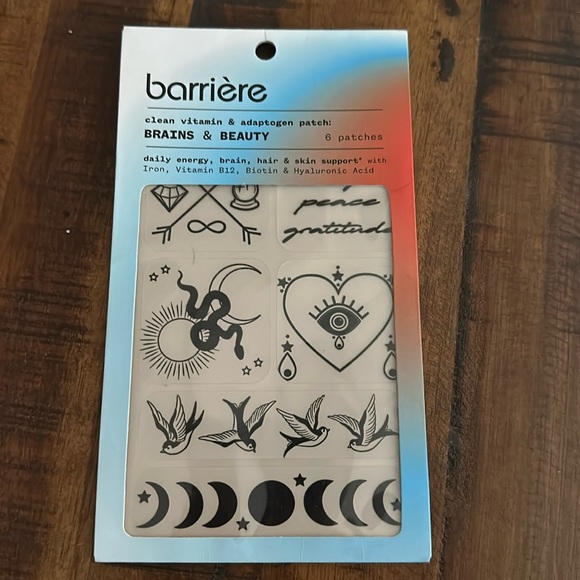 barrière
clean vitamin & adaptogen patch:
BRAINS & BEAUTY 6 patches
daily energy, brain, hair & skin support* with
Iron, Vitamin B12, Biotin & Hyaluronic Acid
peace
gratitude